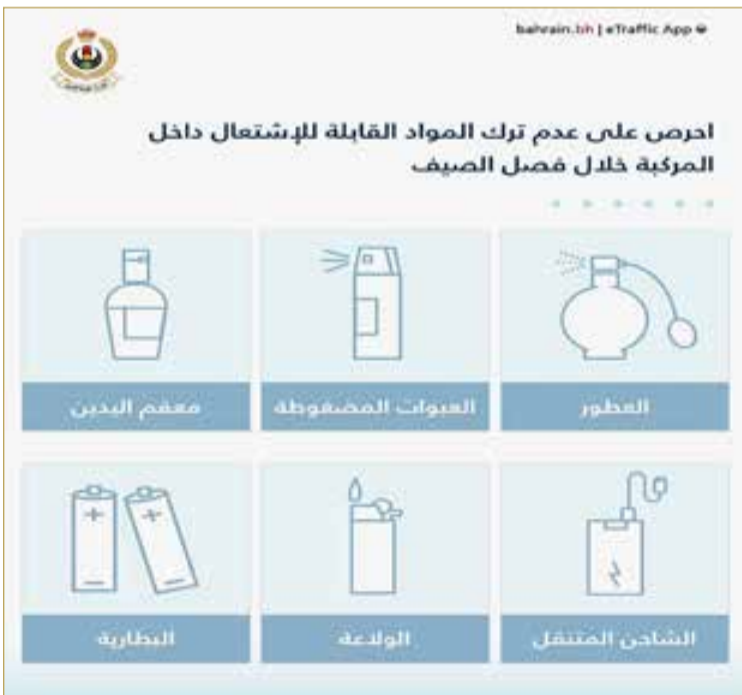 bahrain.bh | eTraffic App
احرص على عدم ترك المواد القابلة للإشتعال داخل
المركبة خلال فصل الصيف
العطور
العبوات المضغوطة
معقم اليدين
الشاحن المتنقل
الولاعة
البطارية